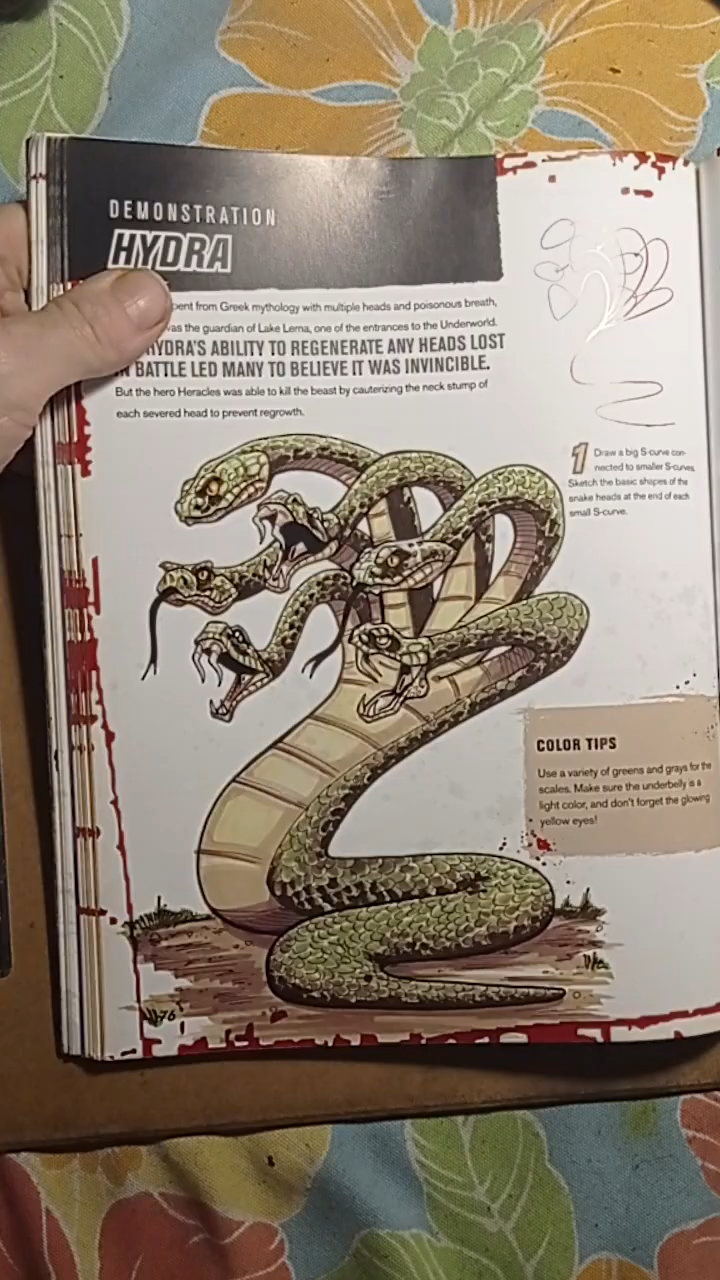 DEMONSTRATION
HYDRA
pent from Greek mythology with multiple heads and poisonous breath,
was the guardian of Lake Lerna, one of the entrances to the Underworld.
HYDRA'S ABILITY TO REGENERATE ANY HEADS LOST
IN BATTLE LED MANY TO BELIEVE IT WAS INVINCIBLE.
But the hero Heracles was able to kill the beast by cauterizing the neck stump of
each severed head to prevent regrowth.
1 Draw a big S-curve con-
nected to smaller S-curves.
Sketch the basic shapes of the
snake heads at the end of each
small S-curve.
COLOR TIPS
Use a variety of greens and grays for the
scales. Make sure the underbelly is a
light color, and don't forget the glowing
yellow eyes!
76